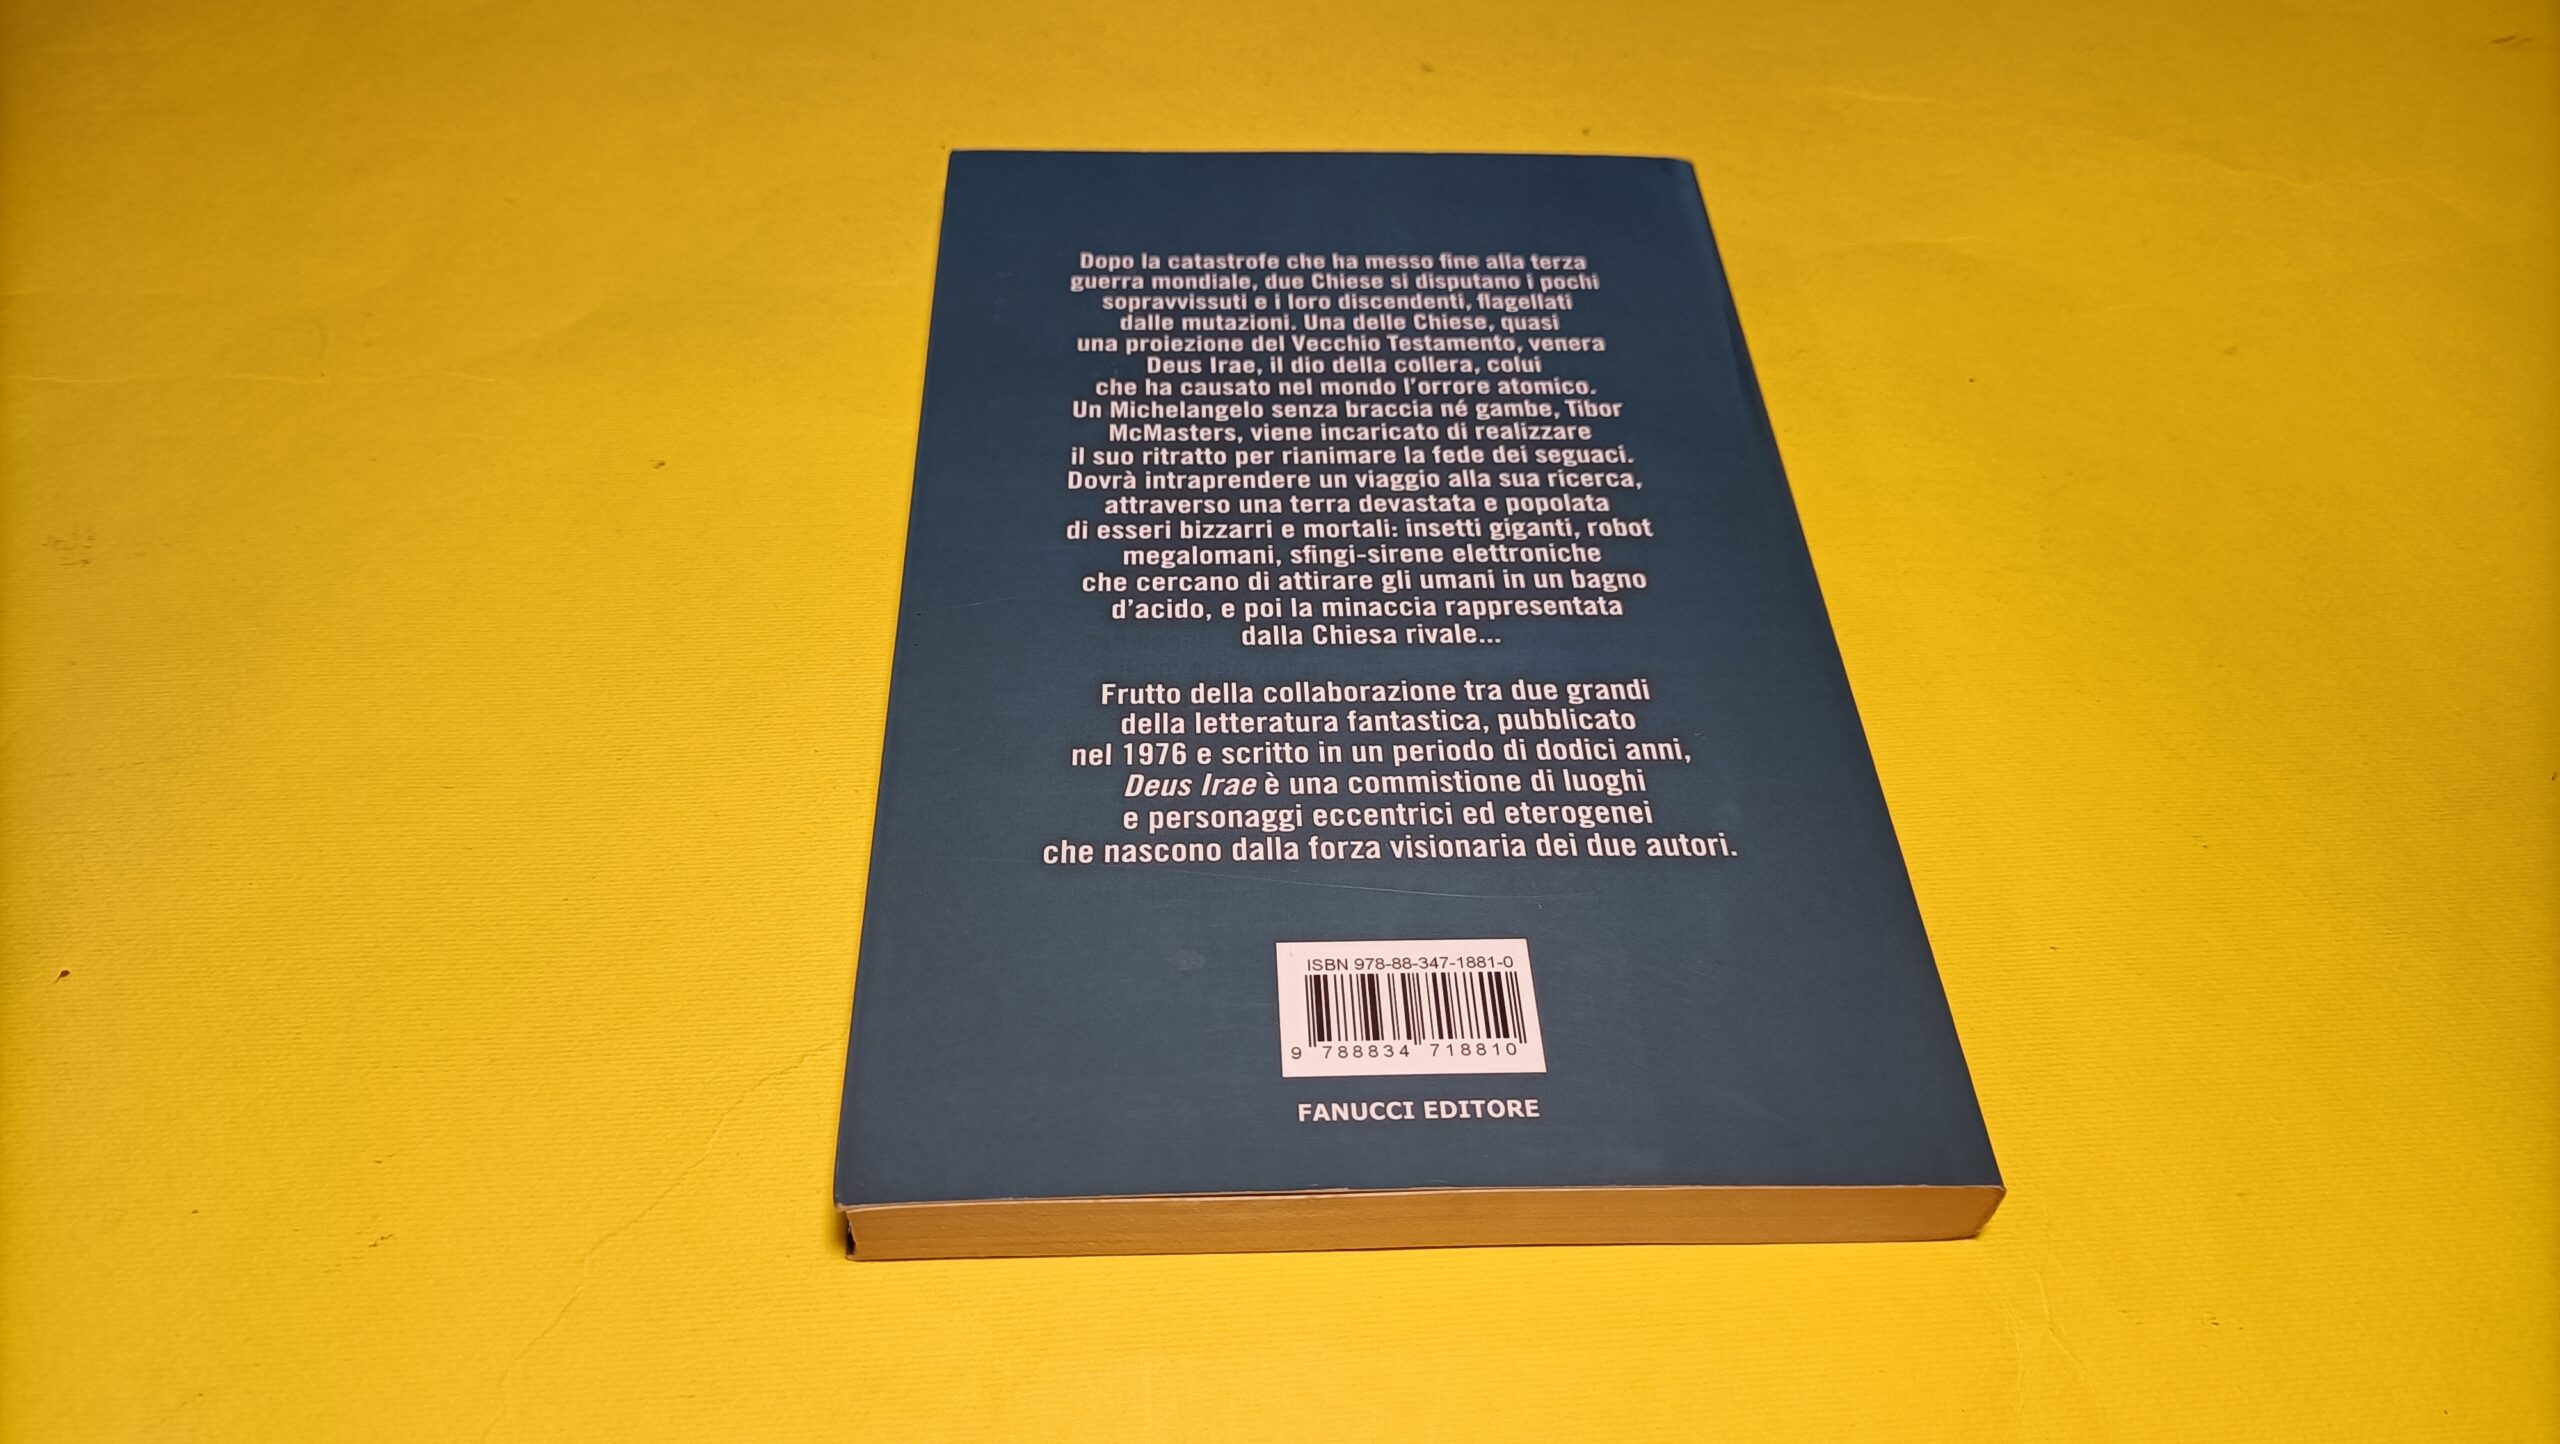 Dopo la catastrofe che ha messo fine alla terza
guerra mondiale, due Chiese si disputano i pochi
sopravvissuti e i loro discendenti, flagellati
dalle mutazioni. Una delle Chiese, quasi
una proiezione del Vecchio Testamento, venera
Deus Irae, il dio della collera, colui
che ha causato nel mondo l'orrore atomico.
Un Michelangelo senza braccia né gambe, Tibor
McMasters, viene incaricato di realizzare
il suo ritratto per rianimare la fede dei seguaci.
Dovrà intraprendere un viaggio alla sua ricerca,
attraverso una terra devastata e popolata
di esseri bizzarri e mortali: insetti giganti, robot
megalomani, sfingi-sirene elettroniche
che cercano di attirare gli umani in un bagno
d'acido, e poi la minaccia rappresentata
dalla Chiesa rivale...
Frutto della collaborazione tra due grandi
della letteratura fantastica, pubblicato
nel 1976 e scritto in un periodo di dodici anni,
Deus Irae è una commistione di luoghi
e personaggi eccentrici ed eterogenei
che nascono dalla forza visionaria dei due autori.
ISBN 978-88-347-1881-0
9 788834 718810
FANUCCI EDITORE